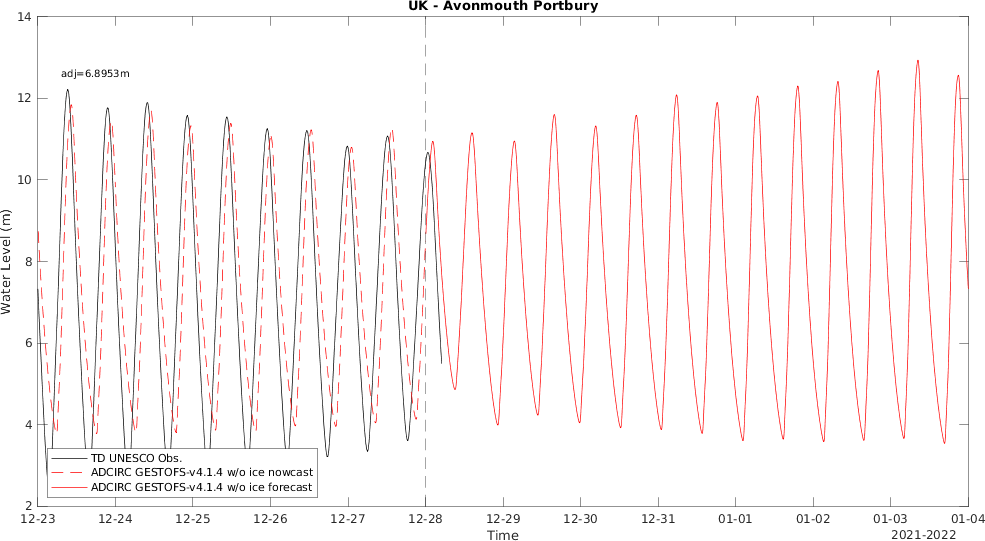 UK - Avonmouth Portbury
adj=6.8953m
Water Level (m)
14
12
10
8
6
4
2
TD UNESCO Obs.
ADCIRC GESTOFS-v4.1.4 w/o ice nowcast
ADCIRC GESTOFS-v4.1.4 w/o ice forecast
12-23 12-24 12-25 12-26 12-27 12-28 12-29 12-30 12-31 01-01 01-02 01-03 01-04
Time
2021-2022